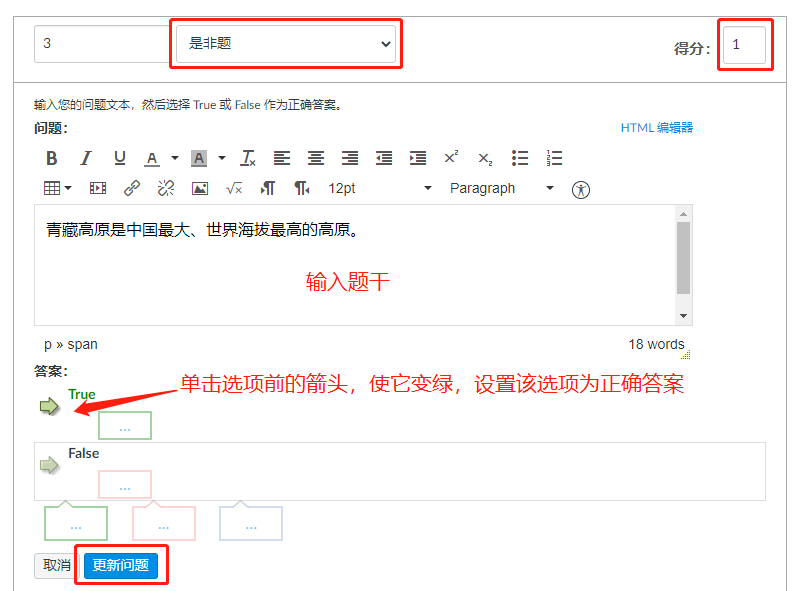 3
是非题
得分：
1
输入您的问题文本，然后选择 True 或 False 作为正确答案。
问题：
HTML 编辑器
B I U A A Tx x² x₂
√x 12pt Paragraph
青藏高原是中国最大、世界海拔最高的高原。
输入题干
p » span
18 words
答案：
单击选项前的箭头，使它变绿，设置该选项为正确答案
True
...
False
...
... ... ...
取消
更新问题